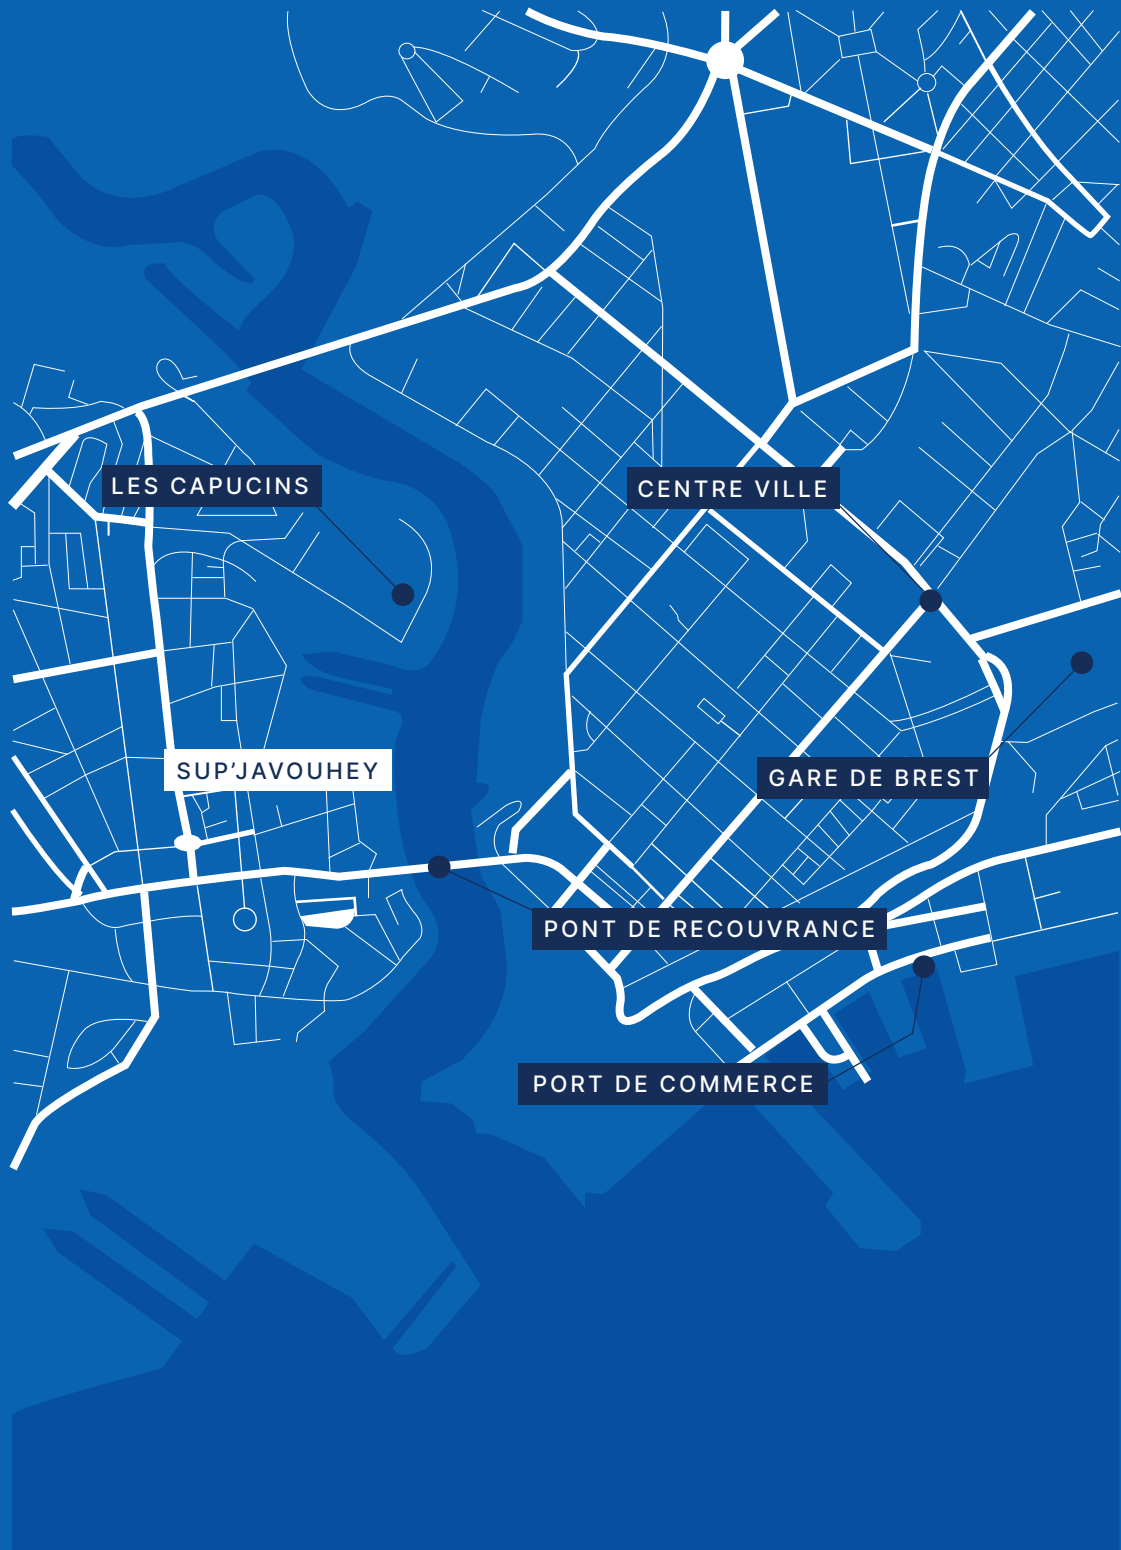 LES CAPUCINS
CENTRE VILLE
SUP’JAVOUHEY
GARE DE BREST
PONT DE RECOUVRANCE
PORT DE COMMERCE